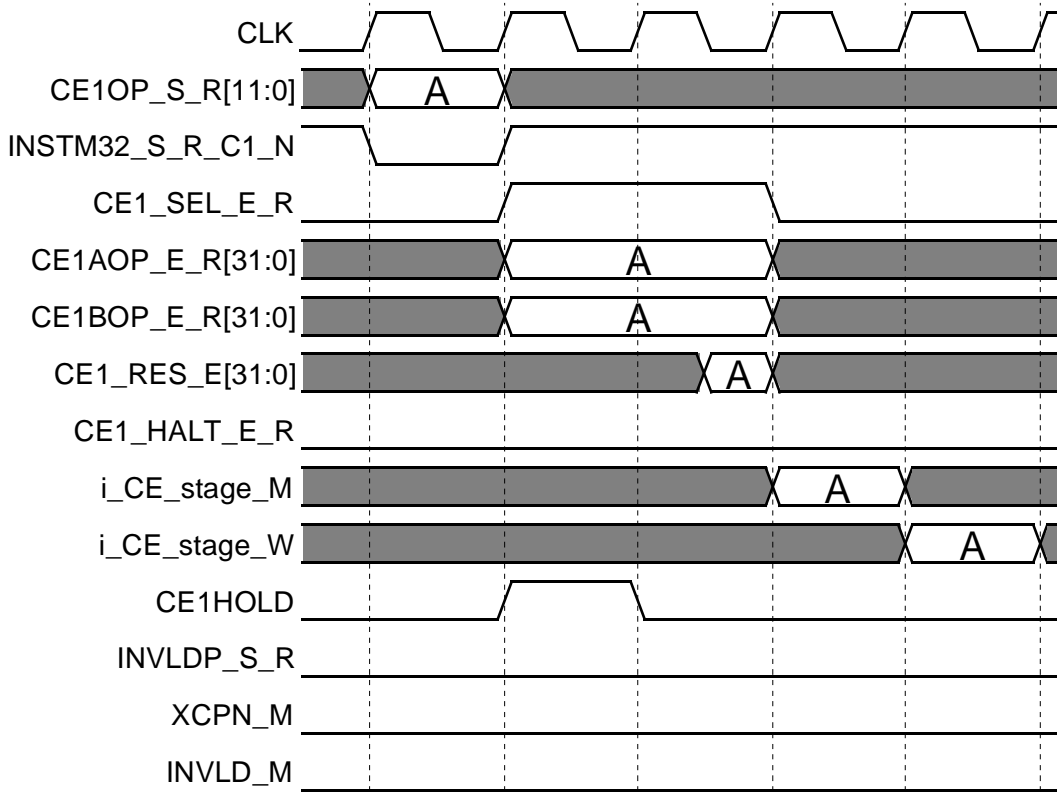 CLK
CE1OP_S_R[11:0] A
INSTM32_S_R_C1_N
CE1_SEL_E_R
CE1AOP_E_R[31:0] A
CE1BOP_E_R[31:0] A
CE1_RES_E[31:0] A
CE1_HALT_E_R
i_CE_stage_M A
i_CE_stage_W A
CE1HOLD
INVLDP_S_R
XCPN_M
INVLD_M